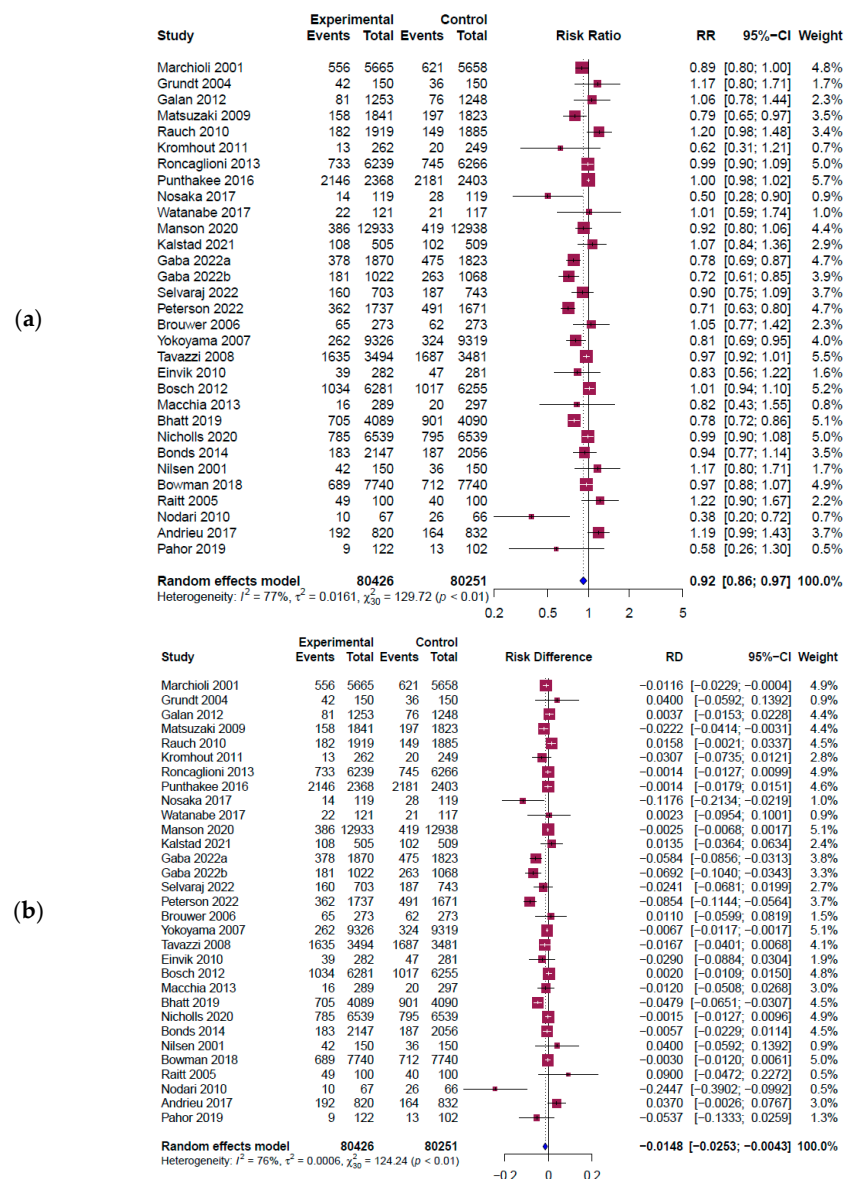 Experimental Control
Study Events Total Events Total Risk Ratio RR 95%−CI Weight
Marchioli 2001 556 5665 621 5658 0.89 [0.80; 1.00] 4.8%
Grundt 2004 42 150 36 150 1.17 [0.80; 1.71] 1.7%
Galan 2012 81 1253 76 1248 1.06 [0.78; 1.44] 2.3%
Matsuzaki 2009 158 1841 197 1823 0.79 [0.65; 0.97] 3.5%
Rauch 2010 182 1919 149 1885 1.20 [0.98; 1.48] 3.4%
Kromhout 2011 13 262 20 249 0.62 [0.31; 1.21] 0.7%
(a) Roncaglioni 2013 733 6239 745 6266 0.99 [0.90; 1.09] 5.0%
Punthakee 2016 2146 2368 2181 2403 1.00 [0.98; 1.02] 5.7%
Nosaka 2017 14 119 28 119 0.50 [0.28; 0.90] 0.9%
Watanabe 2017 22 121 21 117 1.01 [0.59; 1.74] 1.0%
Manson 2020 386 12933 419 12938 0.92 [0.80; 1.06] 4.4%
Kalstad 2021 108 505 102 509 1.07 [0.84; 1.36] 2.9%
Gaba 2022a 378 1870 475 1823 0.78 [0.69; 0.87] 4.7%
Gaba 2022b 181 1022 263 1068 0.72 [0.61; 0.85] 3.9%
Selvaraj 2022 160 703 187 743 0.90 [0.75; 1.09] 3.7%
Peterson 2022 362 1737 491 1671 0.71 [0.63; 0.80] 4.7%
Brouwer 2006 65 273 62 273 1.05 [0.77; 1.42] 2.3%
Yokoyama 2007 262 9326 324 9319 0.81 [0.69; 0.95] 4.0%
Tavazzi 2008 1635 3494 1687 3481 0.97 [0.92; 1.01] 5.5%
Einvik 2010 39 282 47 281 0.83 [0.56; 1.22] 1.6%
Bosch 2012 1034 6281 1017 6255 1.01 [0.94; 1.10] 5.2%
Macchia 2013 16 289 20 297 0.82 [0.43; 1.55] 0.8%
Bhatt 2019 705 4089 901 4090 0.78 [0.72; 0.86] 5.1%
Nicholls 2020 785 6539 795 6539 0.99 [0.90; 1.08] 5.0%
Bonds 2014 183 2147 187 2056 0.94 [0.77; 1.14] 3.6%
Nilsen 2001 42 150 36 150 1.17 [0.80; 1.71] 1.7%
Bowman 2018 689 7740 712 7740 0.97 [0.88; 1.07] 4.9%
Raitt 2005 49 100 40 100 1.22 [0.90; 1.67] 2.2%
Nodari 2010 10 67 26 66 0.38 [0.20; 0.72] 0.7%
Andrieu 2017 192 820 164 832 1.19 [0.99; 1.43] 3.7%
Pahor 2019 9 122 13 102 0.58 [0.26; 1.30] 0.5%
Random effects model 80426 80251 0.92 [0.86; 0.97] 100.0%
Heterogeneity: I² = 77%, τ² = 0.0161, χ²₃₀ = 129.72 (p < 0.01)
0.2 0.5 1 2 5
Experimental Control
Study Events Total Events Total Risk Difference RD 95%−CI Weight
Marchioli 2001 556 5665 621 5658 −0.0116 [−0.0229; −0.0004] 4.9%
Grundt 2004 42 150 36 150 0.0400 [−0.0592; 0.1392] 0.9%
Galan 2012 81 1253 76 1248 0.0037 [−0.0153; 0.0228] 4.4%
Matsuzaki 2009 158 1841 197 1823 −0.0222 [−0.0414; −0.0031] 4.4%
Rauch 2010 182 1919 149 1885 0.0158 [−0.0021; 0.0337] 4.5%
Kromhout 2011 13 262 20 249 −0.0307 [−0.0735; 0.0121] 2.8%
Roncaglioni 2013 733 6239 745 6266 −0.0014 [−0.0127; 0.0099] 4.9%
Punthakee 2016 2146 2368 2181 2403 −0.0014 [−0.0179; 0.0151] 4.6%
Nosaka 2017 14 119 28 119 −0.1176 [−0.2134; −0.0219] 1.0%
Watanabe 2017 22 121 21 117 0.0023 [−0.0954; 0.1001] 0.9%
Manson 2020 386 12933 419 12938 −0.0025 [−0.0068; 0.0017] 5.1%
Kalstad 2021 108 505 102 509 0.0135 [−0.0364; 0.0634] 2.4%
Gaba 2022a 378 1870 475 1823 −0.0584 [−0.0856; −0.0313] 3.8%
Gaba 2022b 181 1022 263 1068 −0.0692 [−0.1040; −0.0343] 3.3%
Selvaraj 2022 160 703 187 743 −0.0241 [−0.0681; 0.0199] 2.7%
(b) Peterson 2022 362 1737 491 1671 −0.0854 [−0.1144; −0.0564] 3.7%
Brouwer 2006 65 273 62 273 0.0110 [−0.0599; 0.0819] 1.5%
Yokoyama 2007 262 9326 324 9319 −0.0067 [−0.0117; −0.0017] 5.1%
Tavazzi 2008 1635 3494 1687 3481 −0.0167 [−0.0401; 0.0068] 4.1%
Einvik 2010 39 282 47 281 −0.0290 [−0.0884; 0.0304] 1.9%
Bosch 2012 1034 6281 1017 6255 0.0020 [−0.0109; 0.0150] 4.8%
Macchia 2013 16 289 20 297 −0.0120 [−0.0508; 0.0268] 3.0%
Bhatt 2019 705 4089 901 4090 −0.0479 [−0.0651; −0.0307] 4.5%
Nicholls 2020 785 6539 795 6539 −0.0015 [−0.0127; 0.0096] 4.9%
Bonds 2014 183 2147 187 2056 −0.0057 [−0.0229; 0.0114] 4.5%
Nilsen 2001 42 150 36 150 0.0400 [−0.0592; 0.1392] 0.9%
Bowman 2018 689 7740 712 7740 −0.0030 [−0.0120; 0.0061] 5.0%
Raitt 2005 49 100 40 100 0.0900 [−0.0472; 0.2272] 0.5%
Nodari 2010 10 67 26 66 −0.2447 [−0.3902; −0.0992] 0.5%
Andrieu 2017 192 820 164 832 0.0370 [−0.0026; 0.0767] 3.0%
Pahor 2019 9 122 13 102 −0.0537 [−0.1333; 0.0259] 1.3%
Random effects model 80426 80251 −0.0148 [−0.0253; −0.0043] 100.0%
Heterogeneity: I² = 76%, τ² = 0.0006, χ²₃₀ = 124.24 (p < 0.01)
−0.2 0 0.2